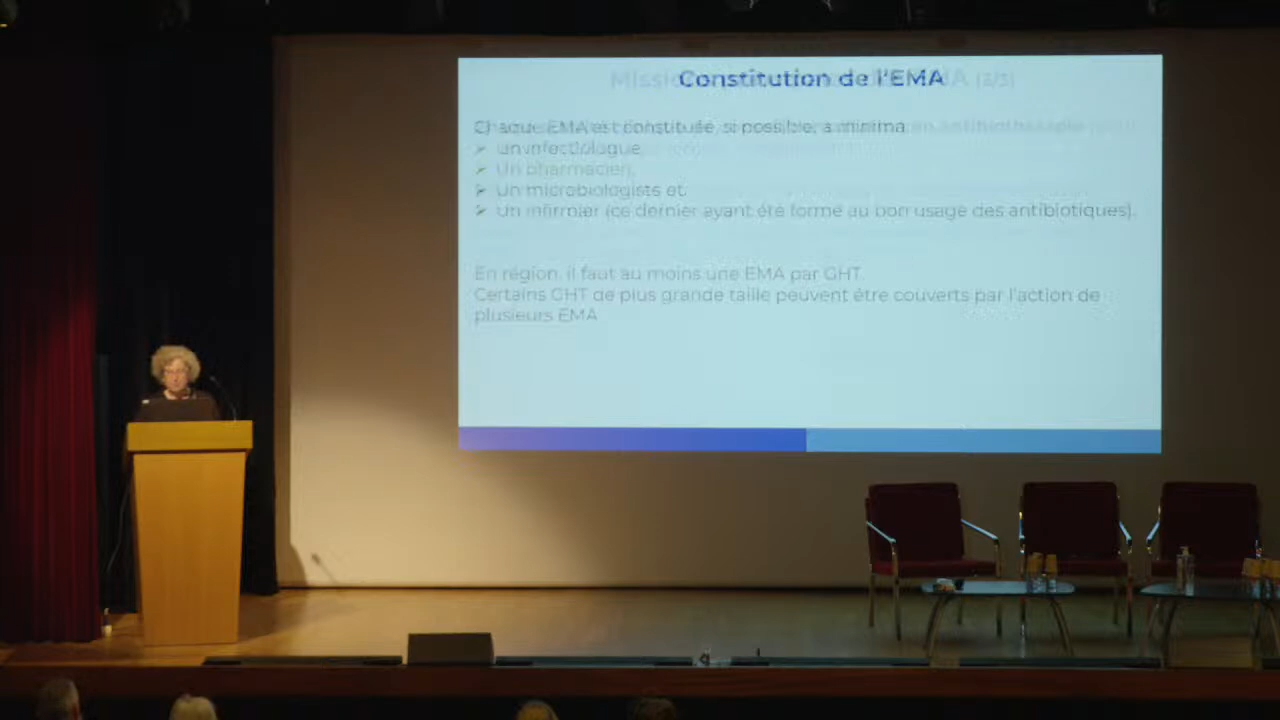 Constitution de l'EMA
Chaque EMA est constituée, si possible, a minima
➢ un infectiologue
➢ Un pharmacien,
➢ Un microbiologists et
➢ Un infirmier (ce dernier ayant été formé au bon usage des antibiotiques).
En région, il faut au moins une EMA par GHT
Certains GHT de plus grande taille peuvent être couverts par l'action de
plusieurs EMA